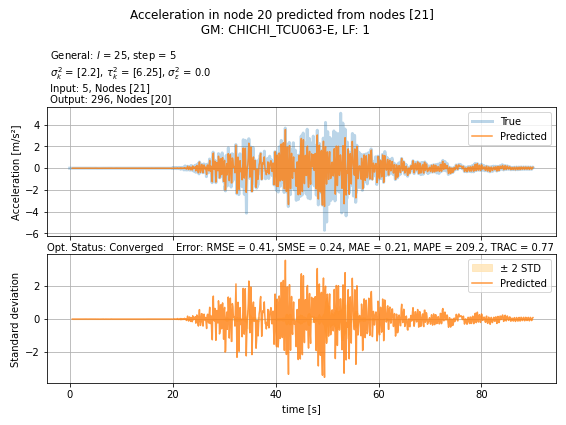 Acceleration in node 20 predicted from nodes [21]
GM: CHICHI_TCU063-E, LF: 1
General: l = 25, step = 5
σ²ₖ = [2.2], τ²ₖ = [6.25], σ²ε = 0.0
Input: 5, Nodes [21]
Output: 296, Nodes [20]
True
Predicted
Acceleration [m/s²]
4
2
0
−2
−4
−6
Opt. Status: Converged Error: RMSE = 0.41, SMSE = 0.24, MAE = 0.21, MAPE = 209.2, TRAC = 0.77
± 2 STD
Predicted
Standard deviation
2
0
−2
0 20 40 60 80
time [s]